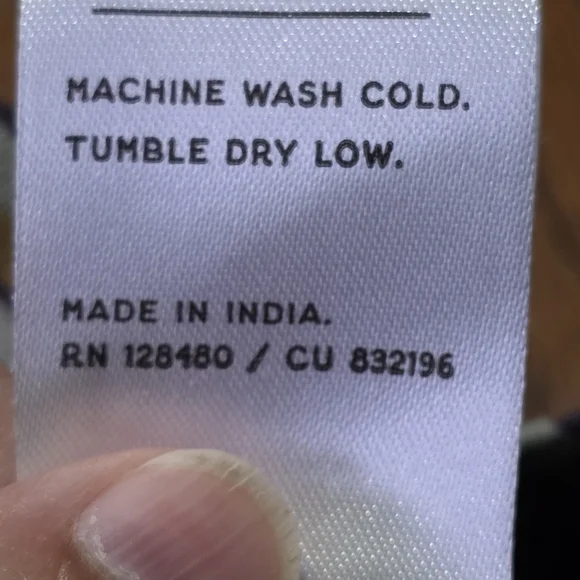 MACHINE WASH COLD.
TUMBLE DRY LOW.
MADE IN INDIA.
RN 128480 / CU 832196